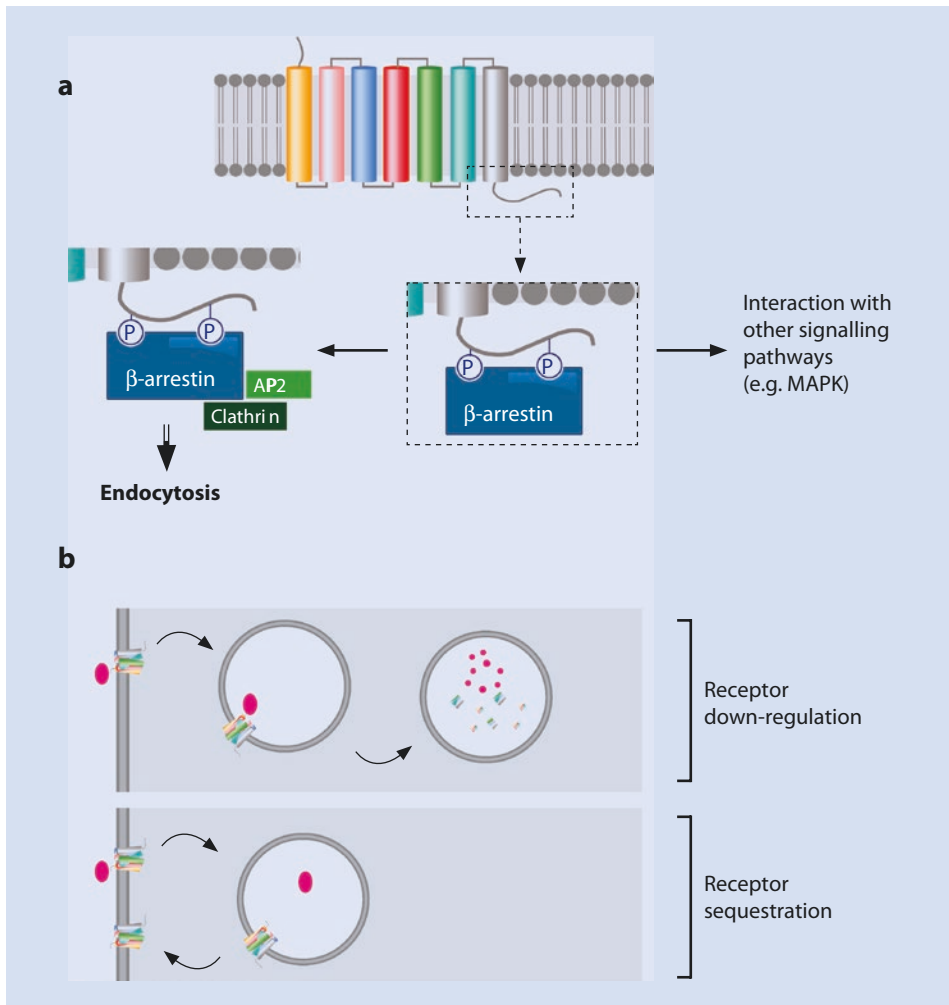 a
P
P
β-arrestin
AP2
Clathrin
Endocytosis
P
P
β-arrestin
Interaction with
other signalling
pathways
(e.g. MAPK)
b
Receptor
down-regulation
Receptor
sequestration